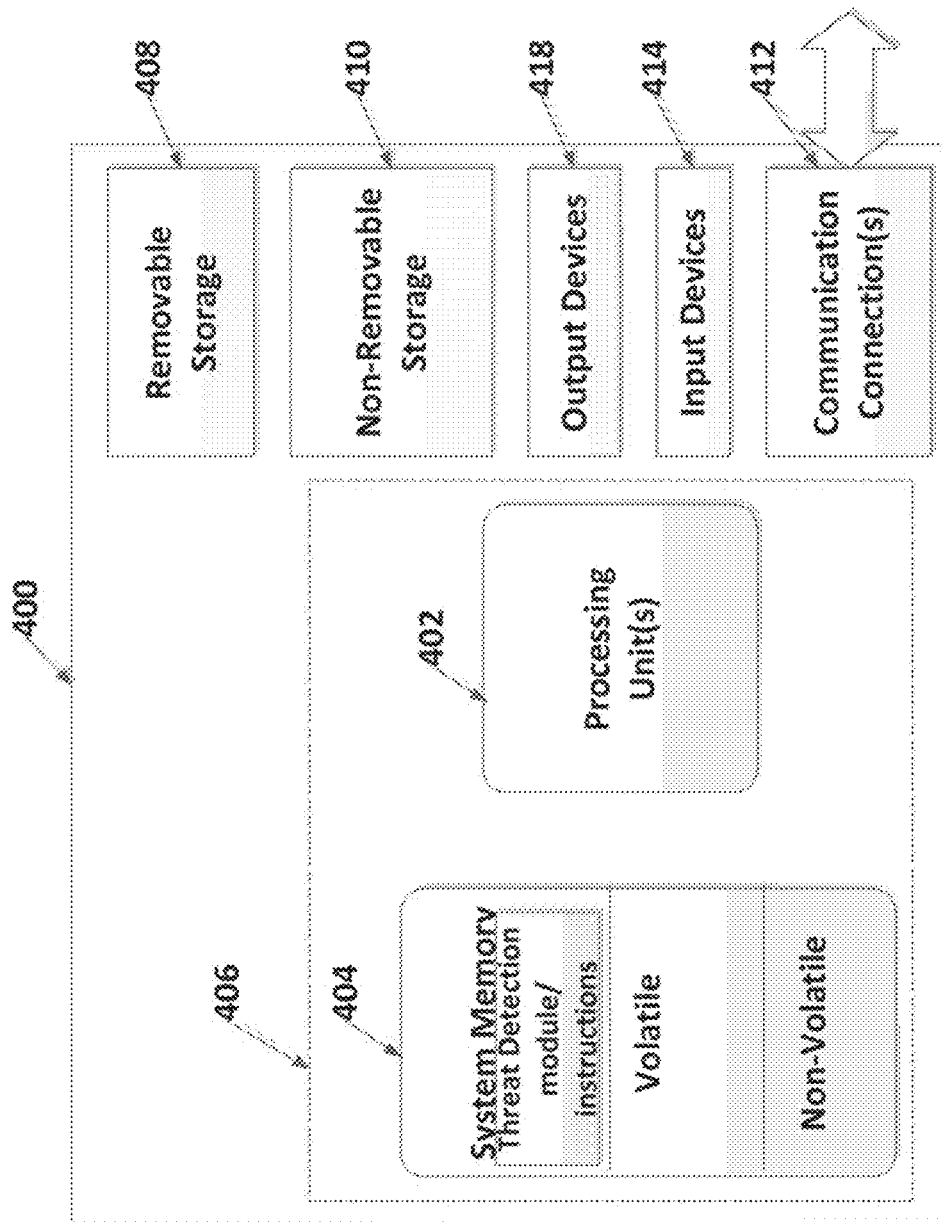 400
406
404
System Memory
Threat Detection
module/
instructions
Volatile
Non-Volatile
402
Processing
Unit(s)
Removable
Storage
408
Non-Removable
Storage
410
Output Devices
418
Input Devices
414
Communication
Connection(s)
412